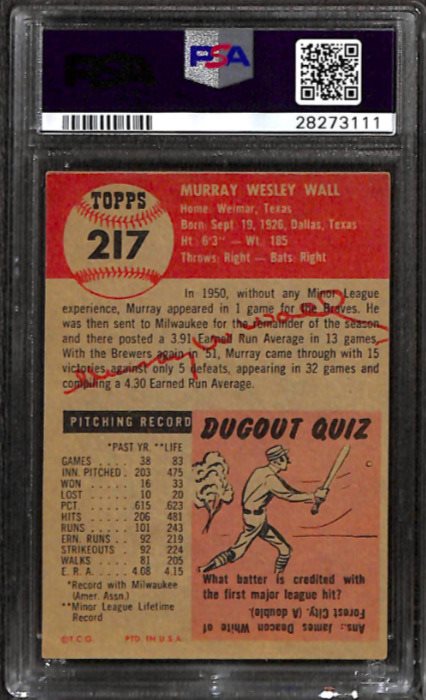 PSA
28273111
TOPPS
217
MURRAY WESLEY WALL
Home: Weimar, Texas
Born: Sept 19, 1926, Dallas, Texas
Ht: 6'3" — Wt. 185
Throws: Right — Bats: Right
In 1950, without any Minor League
experience, Murray appeared in 1 game for the Braves. He
was then sent to Milwaukee for the remainder of the season
and there posted a 3.91 Earned Run Average in 13 games.
With the Brewers again in '51, Murray came through with 15
victories against only 5 defeats, appearing in 32 games and
compiling a 4.30 Earned Run Average.
Murray W. Wall
PITCHING RECORD
*PAST YR. **LIFE
GAMES . . . . 38 83
INN. PITCHED 203 475
WON . . . . . 16 33
LOST . . . . . 10 20
PCT. . . . . .615 .623
HITS . . . . 206 481
RUNS . . . . 101 243
ERN. RUNS . . 92 219
STRIKEOUTS 92 224
WALKS . . . 81 205
E. R. A. . . . 4.08 4.15
*Record with Milwaukee
(Amer. Assn.)
**Minor League Lifetime
Record
©T.C.G. PTD. IN U.S.A.
DUGOUT QUIZ
What batter is credited with
the first major league hit?
Ans.: James Deacon White of
Forest City. (A double).